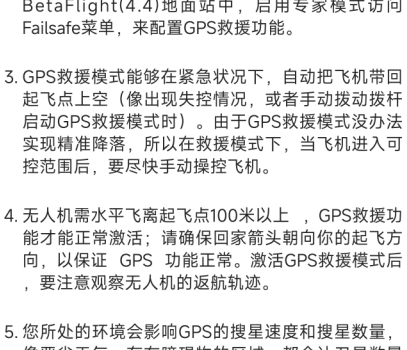 BetaFlight(4.4)地面站中，启用专家模式访问
Failsafe菜单，来配置GPS救援功能。
3. GPS救援模式能够在紧急状况下，自动把飞机带回
起飞点上空（像出现失控情况，或者手动拨动拨杆
启动GPS救援模式时）。由于GPS救援模式没办法
实现精准降落，所以在救援模式下，当飞机进入可
控范围后，要尽快手动操控飞机。
4. 无人机需水平飞离起飞点100米以上 ，GPS救援功
能才能正常激活；请确保回家箭头朝向你的起飞方
向，以保证 GPS 功能正常。激活GPS救援模式后
，要注意观察无人机的返航轨迹。
5. 您所处的环境会影响GPS的搜星速度和搜星数量，